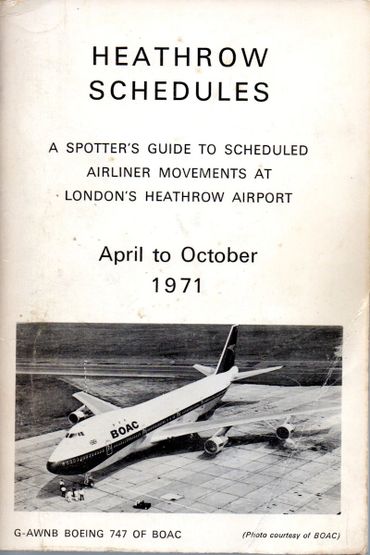 HEATHROW
SCHEDULES
A SPOTTER'S GUIDE TO SCHEDULED
AIRLINER MOVEMENTS AT
LONDON'S HEATHROW AIRPORT
April to October
1971
BOAC
G-AWNB BOEING 747 OF BOAC
(Photo courtesy of BOAC)